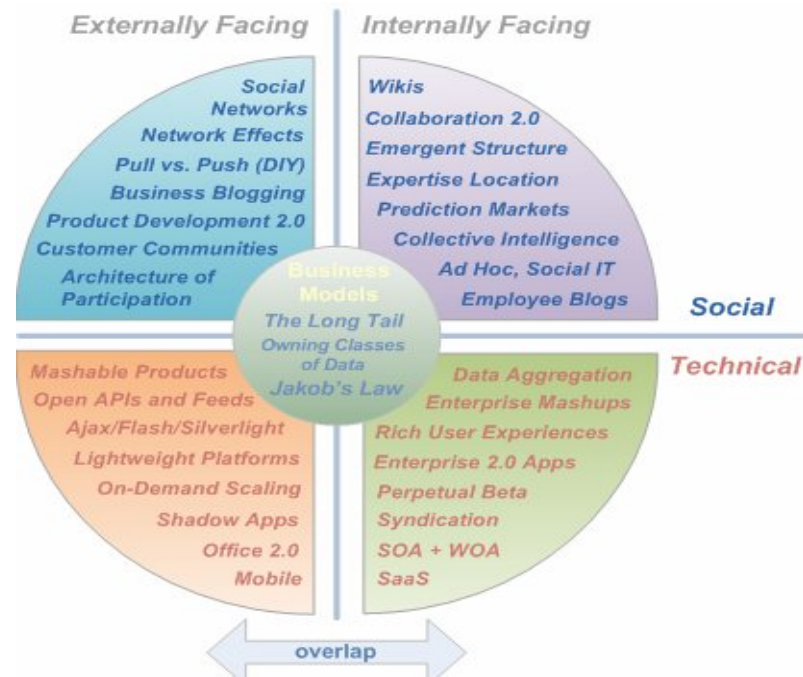 Externally Facing
Internally Facing
Social
Networks
Network Effects
Pull vs. Push (DIY)
Business Blogging
Product Development 2.0
Customer Communities
Architecture of
Participation
Wikis
Collaboration 2.0
Emergent Structure
Expertise Location
Prediction Markets
Collective Intelligence
Ad Hoc, Social IT
Employee Blogs
Business
Models
The Long Tail
Owning Classes
of Data
Jakob's Law
Social
Technical
Mashable Products
Open APIs and Feeds
Ajax/Flash/Silverlight
Lightweight Platforms
On-Demand Scaling
Shadow Apps
Office 2.0
Mobile
Data Aggregation
Enterprise Mashups
Rich User Experiences
Enterprise 2.0 Apps
Perpetual Beta
Syndication
SOA + WOA
SaaS
overlap